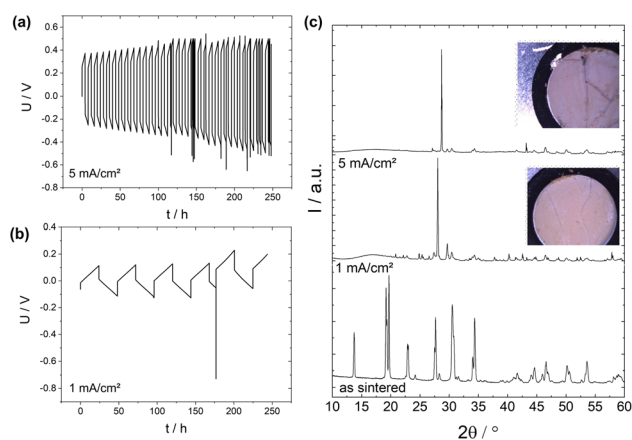 (a)
0.6
0.4
0.2
0.0
-0.2
-0.4
-0.6
-0.8
U / V
5 mA/cm²
0 50 100 150 200 250
t / h
(b)
0.4
0.2
0.0
-0.2
-0.4
-0.6
-0.8
U / V
1 mA/cm²
0 50 100 150 200 250
t / h
(c)
I / a.u.
5 mA/cm²
1 mA/cm²
as sintered
10 15 20 25 30 35 40 45 50 55 60
2θ / °